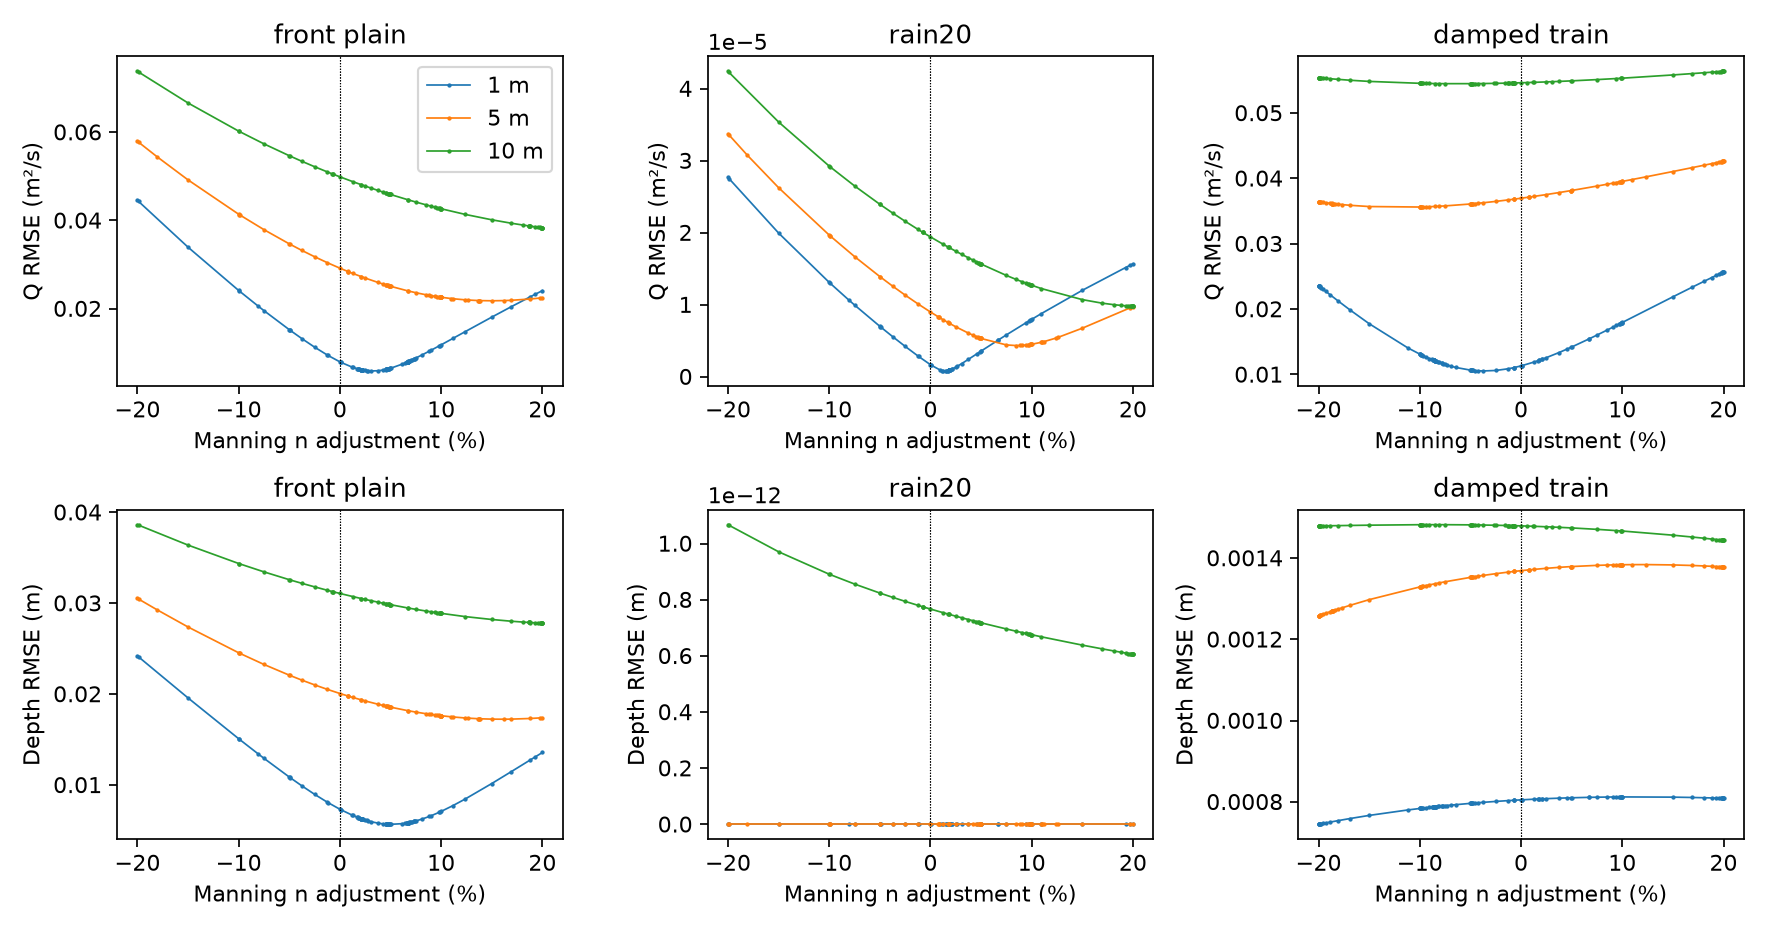 front plain
0.06
0.04
0.02
Q RMSE (m²/s)
1 m
5 m
10 m
−20 −10 0 10 20
Manning n adjustment (%)
1e−5
rain20
4
3
2
1
0
Q RMSE (m²/s)
−20 −10 0 10 20
Manning n adjustment (%)
damped train
0.05
0.04
0.03
0.02
0.01
Q RMSE (m²/s)
−20 −10 0 10 20
Manning n adjustment (%)
front plain
0.04
0.03
0.02
0.01
Depth RMSE (m)
−20 −10 0 10 20
Manning n adjustment (%)
1e−12
rain20
1.0
0.8
0.6
0.4
0.2
0.0
Depth RMSE (m)
−20 −10 0 10 20
Manning n adjustment (%)
damped train
0.0014
0.0012
0.0010
0.0008
Depth RMSE (m)
−20 −10 0 10 20
Manning n adjustment (%)